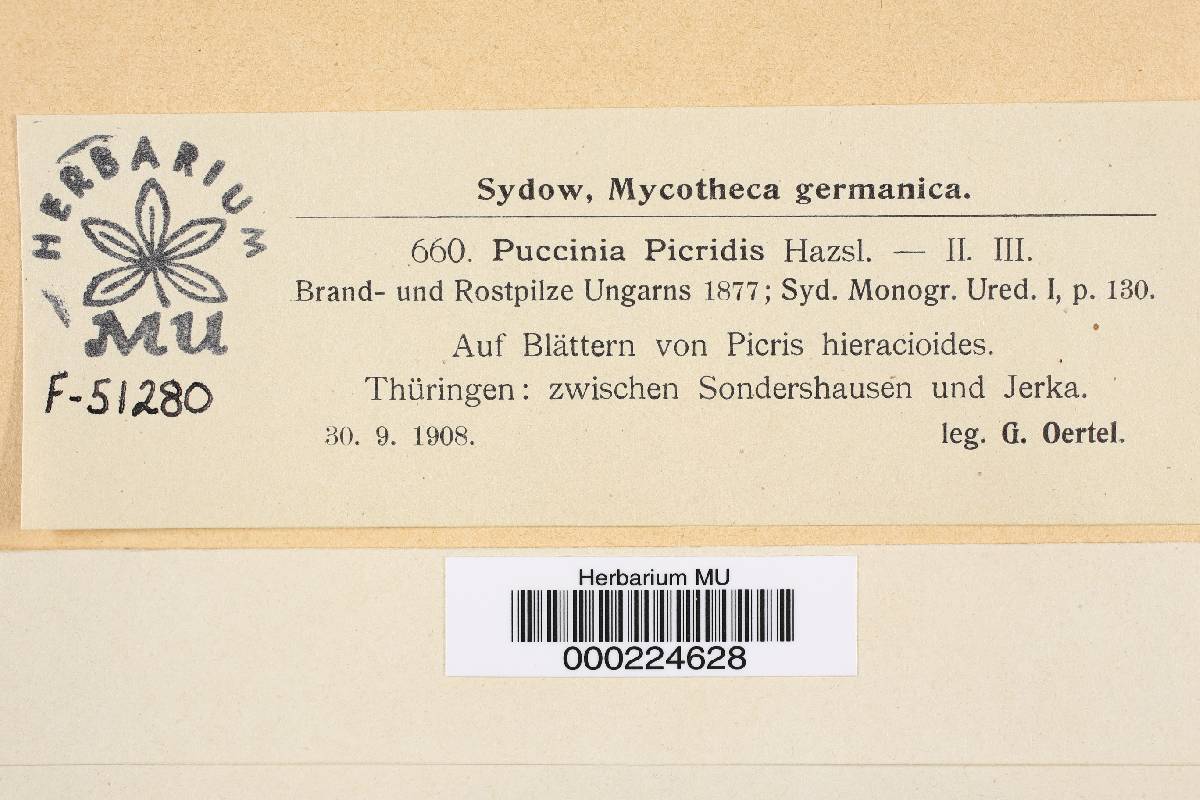 HERBARIUM
MU
F-51280
Sydow, Mycotheca germanica.
660. Puccinia Picridis Hazsl. — II. III.
Brand- und Rostpilze Ungarns 1877; Syd. Monogr. Ured. I, p. 130.
Auf Blättern von Picris hieracioides.
Thüringen: zwischen Sondershausen und Jerka.
30. 9. 1908. leg. G. Oertel.
Herbarium MU
000224628